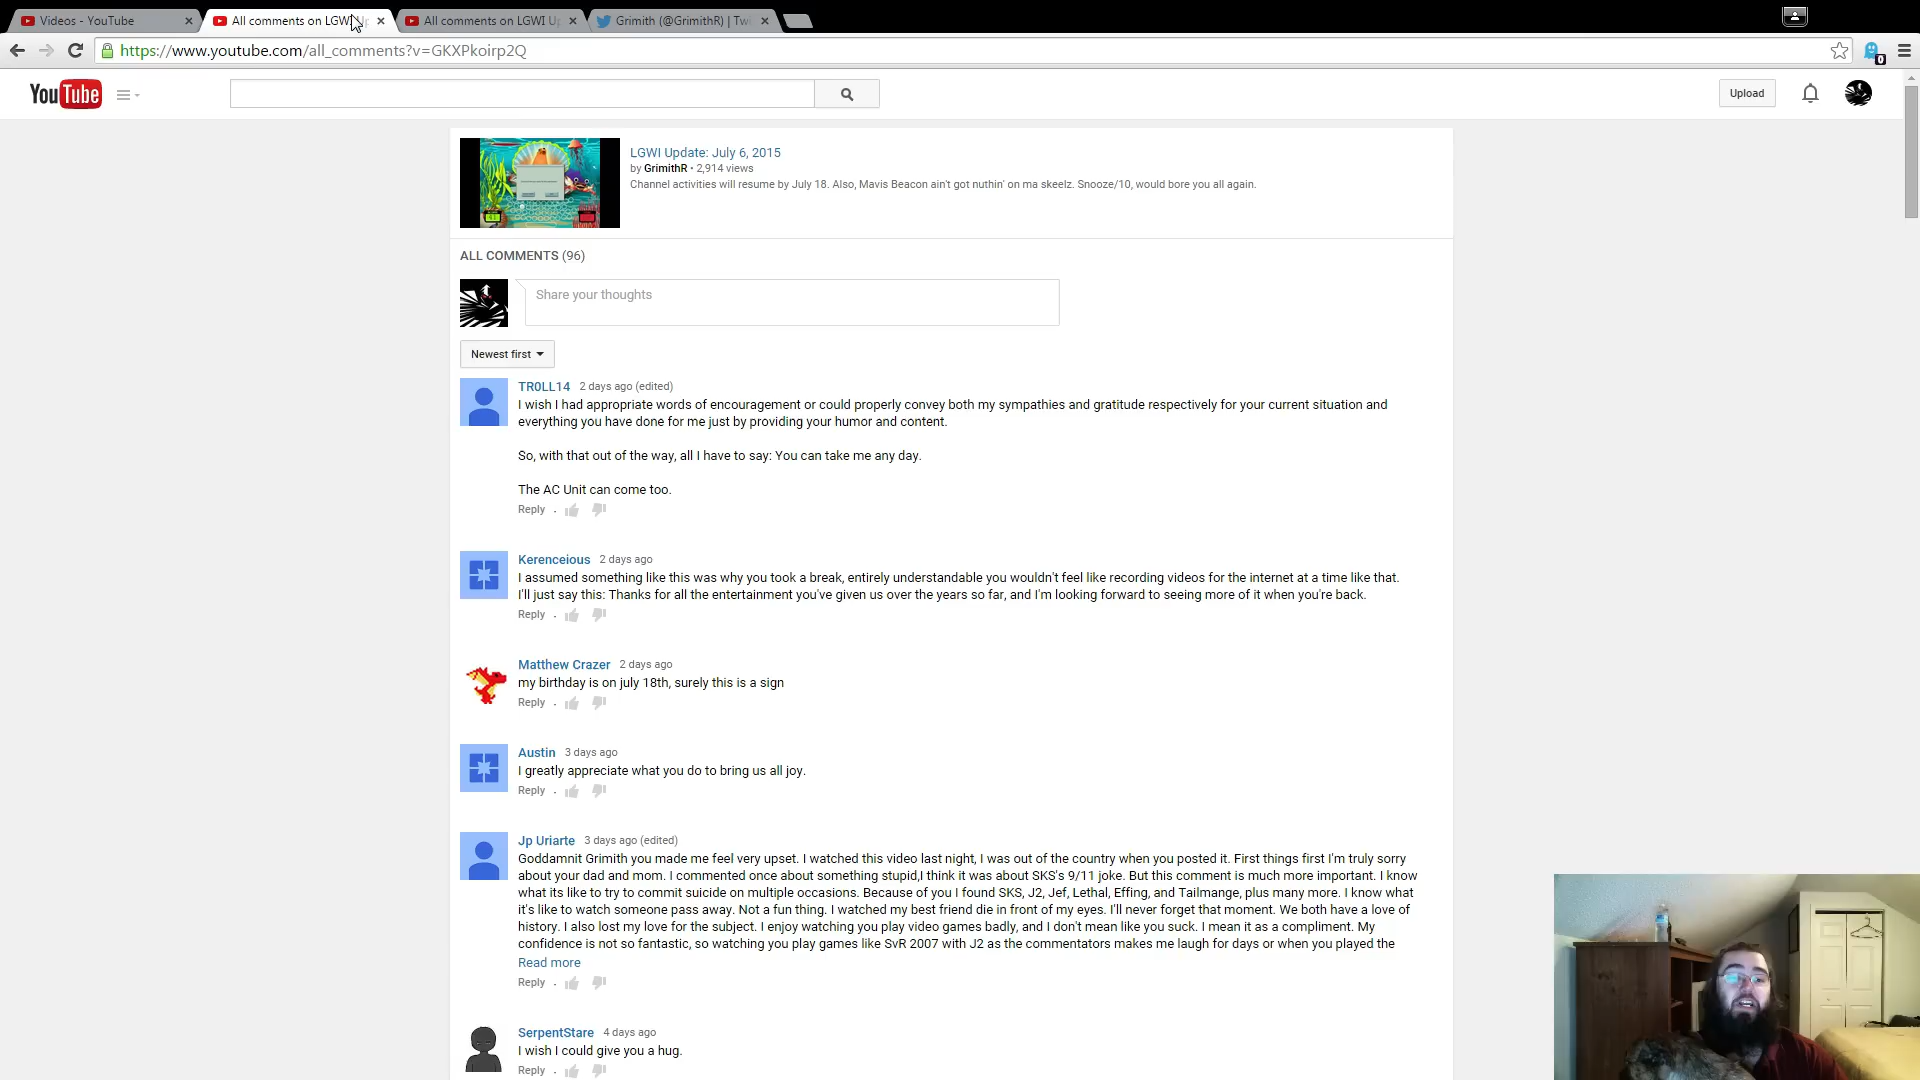 Videos - YouTube
All comments on LGWI Up
All comments on LGWI Up
Grimith (@GrimithR) | Twi
https://www.youtube.com/all_comments?v=GKXPkoirp2Q
0
YouTube
Upload
LGWI Update: July 6, 2015
by GrimithR • 2,914 views
Channel activities will resume by July 18. Also, Mavis Beacon ain't got nuthin' on ma skeelz. Snooze/10, would bore you all again.
ALL COMMENTS (96)
Share your thoughts
Newest first
TR0LL14 2 days ago (edited)
I wish I had appropriate words of encouragement or could properly convey both my sympathies and gratitude respectively for your current situation and
everything you have done for me just by providing your humor and content.
So, with that out of the way, all I have to say: You can take me any day.
The AC Unit can come too.
Reply
Kerenceious 2 days ago
I assumed something like this was why you took a break, entirely understandable you wouldn't feel like recording videos for the internet at a time like that.
I'll just say this: Thanks for all the entertainment you've given us over the years so far, and I'm looking forward to seeing more of it when you're back.
Reply
Matthew Crazer 2 days ago
my birthday is on july 18th, surely this is a sign
Reply
Austin 3 days ago
I greatly appreciate what you do to bring us all joy.
Reply
Jp Uriarte 3 days ago (edited)
Goddamnit Grimith you made me feel very upset. I watched this video last night, I was out of the country when you posted it. First things first I'm truly sorry
about your dad and mom. I commented once about something stupid,I think it was about SKS's 9/11 joke. But this comment is much more important. I know
what its like to try to commit suicide on multiple occasions. Because of you I found SKS, J2, Jef, Lethal, Effing, and Tailmange, plus many more. I know what
it's like to watch someone pass away. Not a fun thing. I watched my best friend die in front of my eyes. I'll never forget that moment. We both have a love of
history. I also lost my love for the subject. I enjoy watching you play video games badly, and I don't mean like you suck. I mean it as a compliment. My
confidence is not so fantastic, so watching you play games like SvR 2007 with J2 as the commentators makes me laugh for days or when you played the
Read more
Reply
SerpentStare 4 days ago
I wish I could give you a hug.
Reply